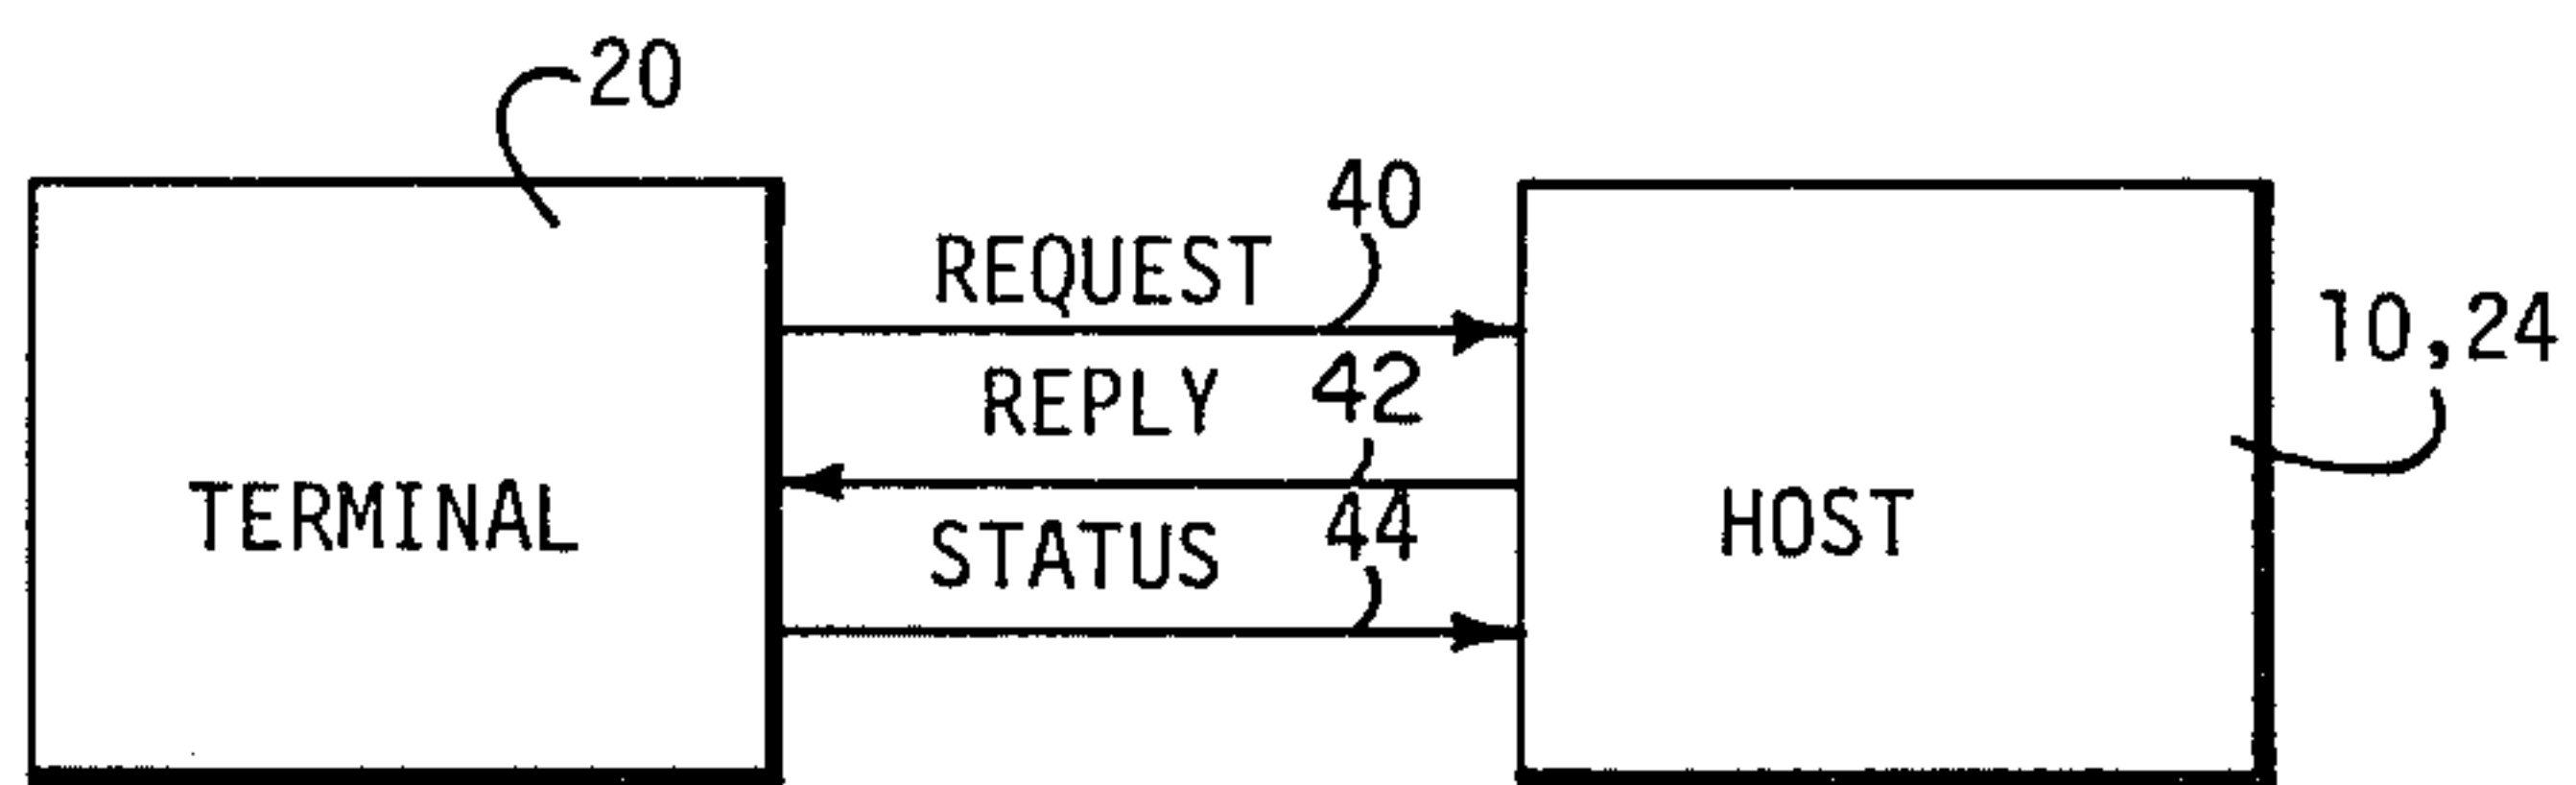 20
40
REQUEST
10,24
REPLY 42
TERMINAL
HOST
STATUS 44